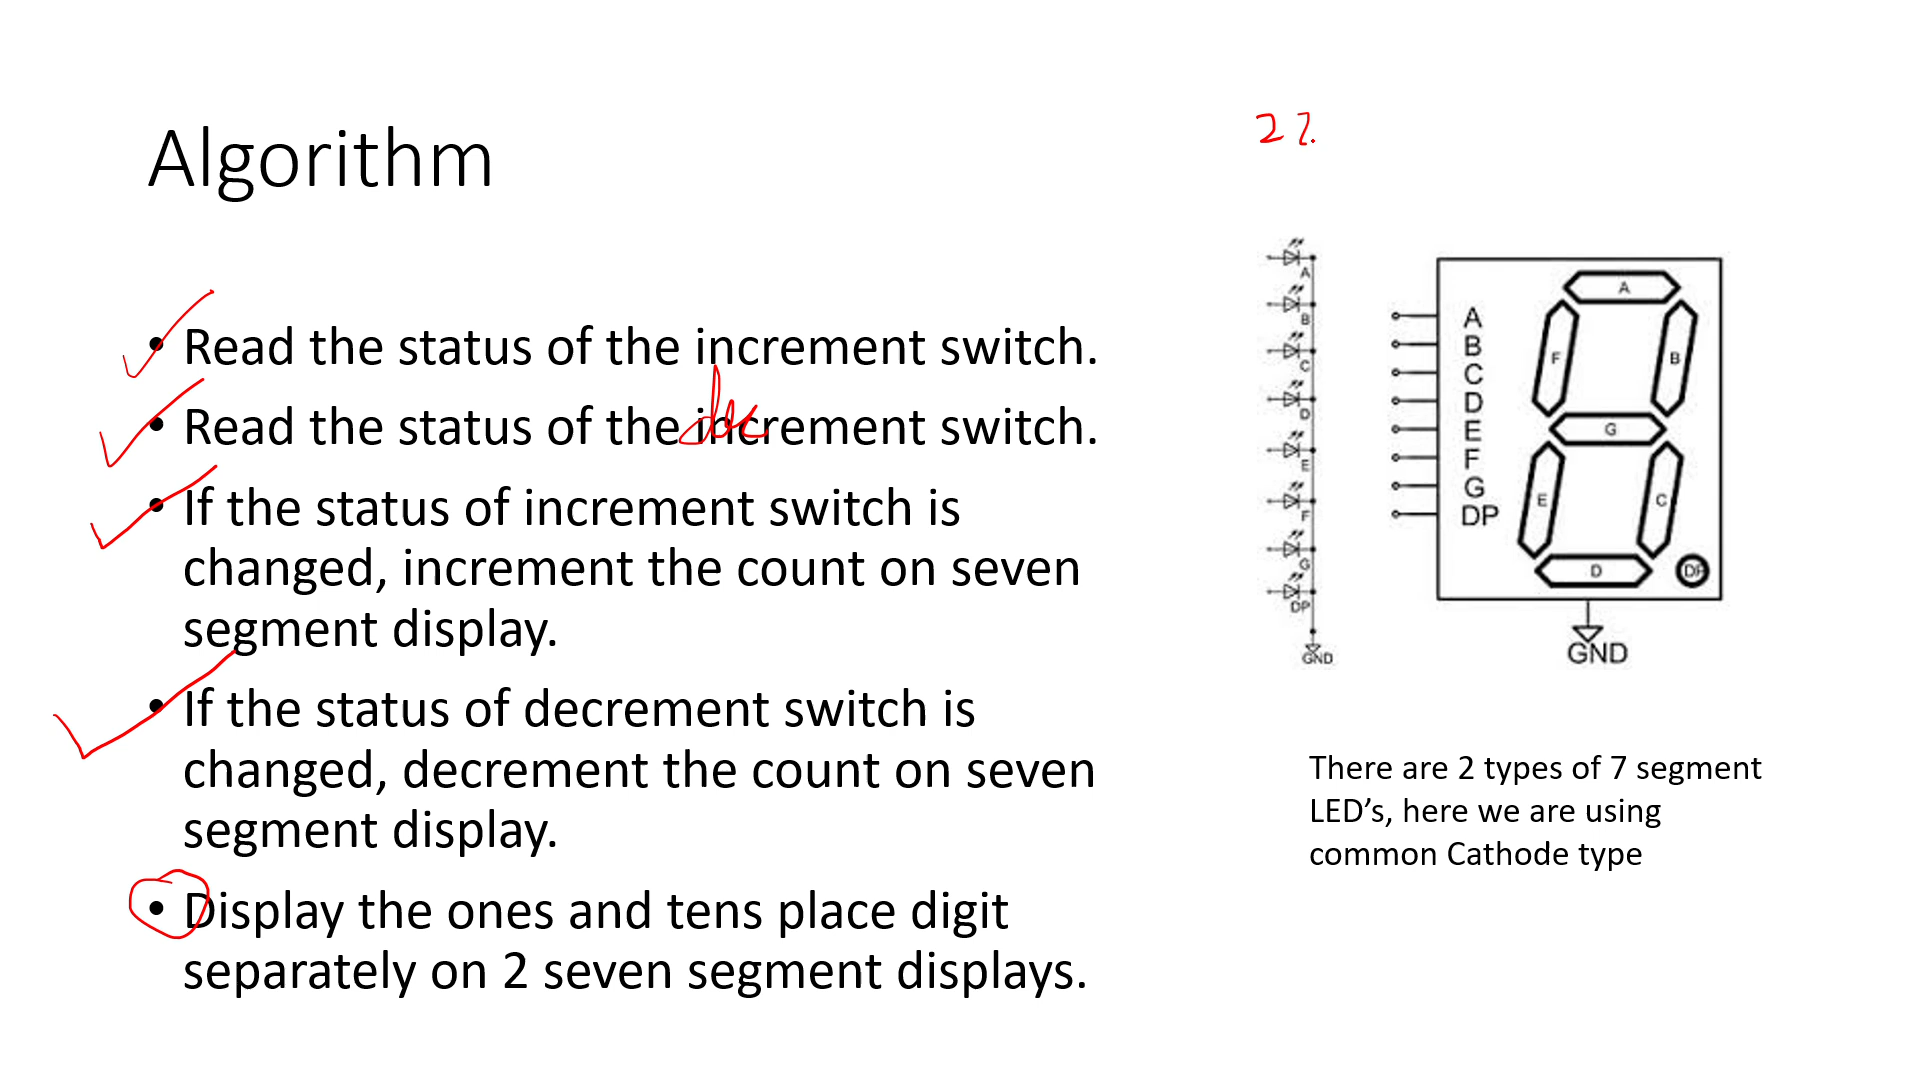 Algorithm
• Read the status of the increment switch.
• Read the status of the increment switch.
dec
• If the status of increment switch is
changed, increment the count on seven
segment display.
• If the status of decrement switch is
changed, decrement the count on seven
segment display.
• Display the ones and tens place digit
separately on 2 seven segment displays.
A
B
C
D
E
F
G
DP
GND
A
B
C
D
E
F
G
DP
A
F
B
G
E
C
D
DP
GND
There are 2 types of 7 segment
LED’s, here we are using
common Cathode type